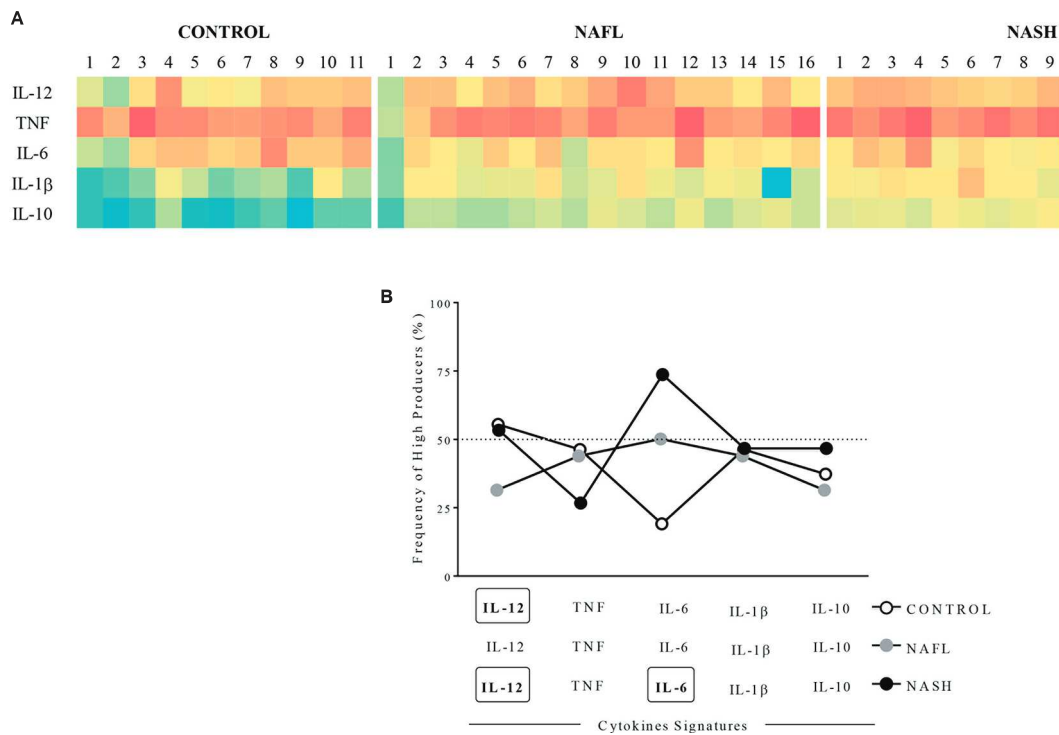 A
CONTROL NAFL NASH
1 2 3 4 5 6 7 8 9 10 11 1 2 3 4 5 6 7 8 9 10 11 12 13 14 15 16 1 2 3 4 5 6 7 8 9
IL-12
TNF
IL-6
IL-1β
IL-10
B
Frequency of High Producers (%)
100
75
50
25
0
IL-12 TNF IL-6 IL-1β IL-10 CONTROL
IL-12 TNF IL-6 IL-1β IL-10 NAFL
IL-12 TNF IL-6 IL-1β IL-10 NASH
Cytokines Signatures